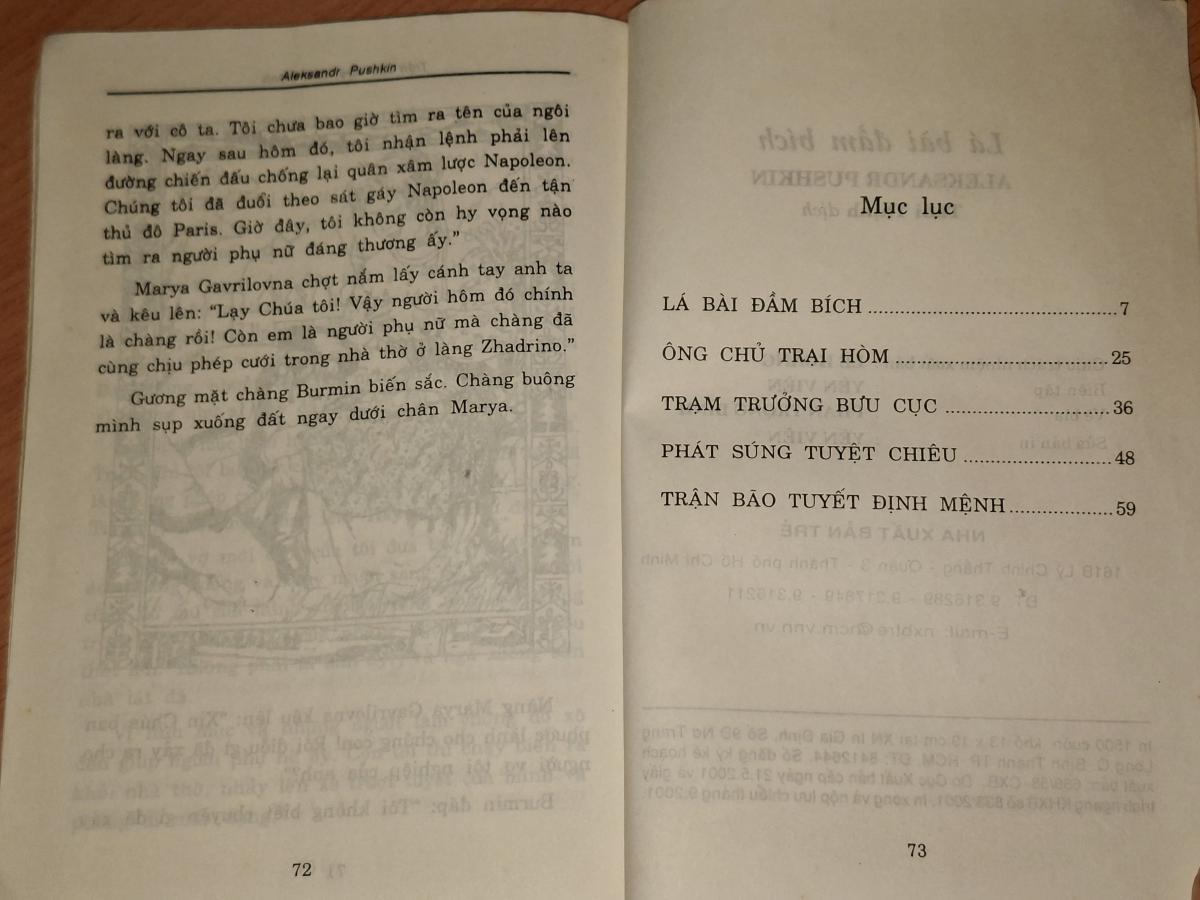 Aleksandr Pushkin
ra với cô ta. Tôi chưa bao giờ tìm ra tên của ngôi
làng. Ngay sau hôm đó, tôi nhận lệnh phải lên
đường chiến đấu chống lại quân xâm lược Napoleon.
Chúng tôi đã đuổi theo sát gáy Napoleon đến tận
thủ đô Paris. Giờ đây, tôi không còn hy vọng nào
tìm ra người phụ nữ đáng thương ấy.”
Marya Gavrilovna chợt nắm lấy cánh tay anh ta
và kêu lên: “Lạy Chúa tôi! Vậy người hôm đó chính
là chàng rồi! Còn em là người phụ nữ mà chàng đã
cùng chịu phép cưới trong nhà thờ ở làng Zhadrino.”
Gương mặt chàng Burmin biến sắc. Chàng buông
mình sụp xuống đất ngay dưới chân Marya.
72
Mục lục
LÁ BÀI ĐẦM BÍCH ........................................7
ÔNG CHỦ TRẠI HÒM ..................................25
TRẠM TRƯỞNG BƯU CỤC ..........................36
PHÁT SÚNG TUYỆT CHIÊU ........................48
TRẬN BÃO TUYẾT ĐỊNH MỆNH..................59
73